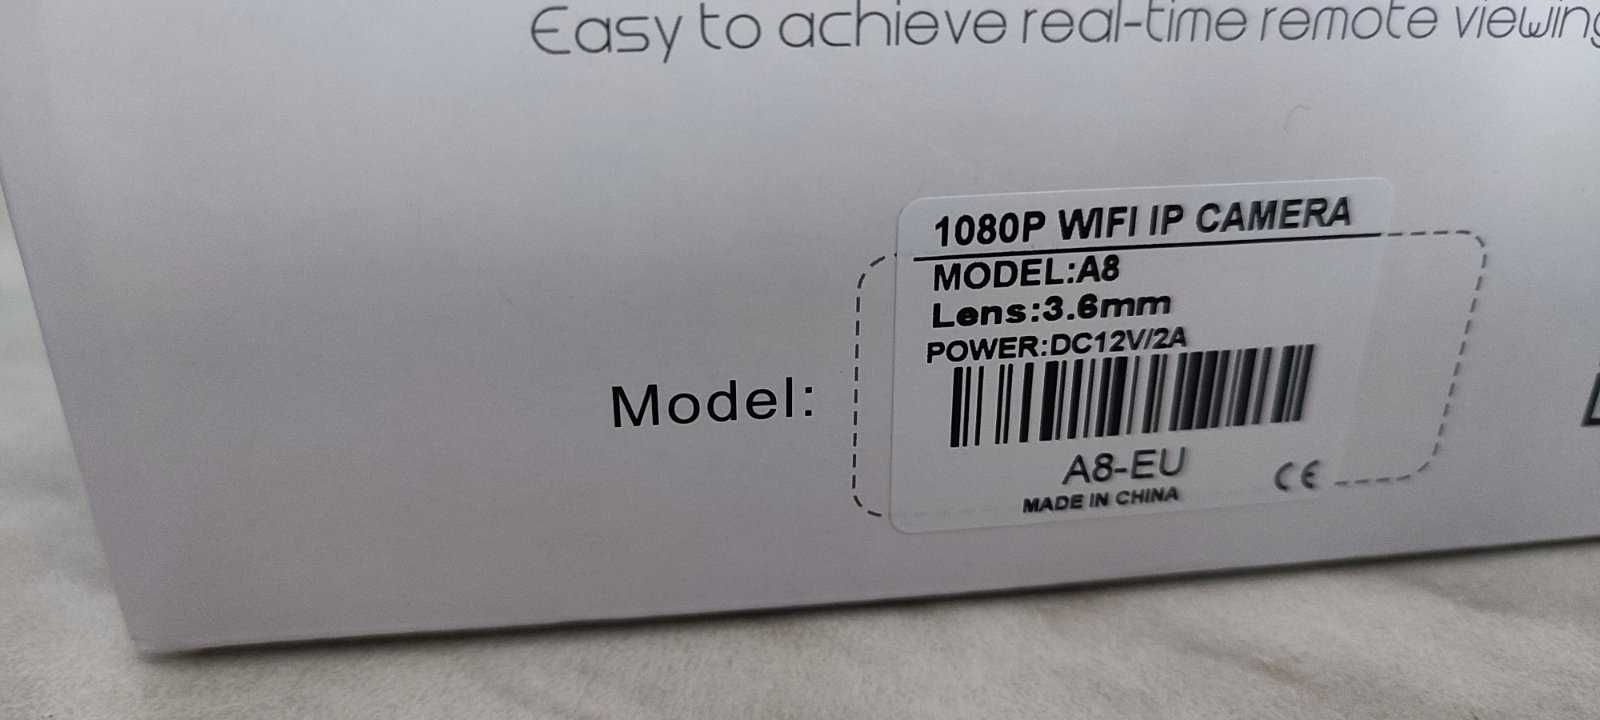 Easy to achieve real-time remote viewing
1080P WIFI IP CAMERA
MODEL:A8
Lens:3.6mm
POWER:DC12V/2A
Model:
A8-EU
CE
MADE IN CHINA